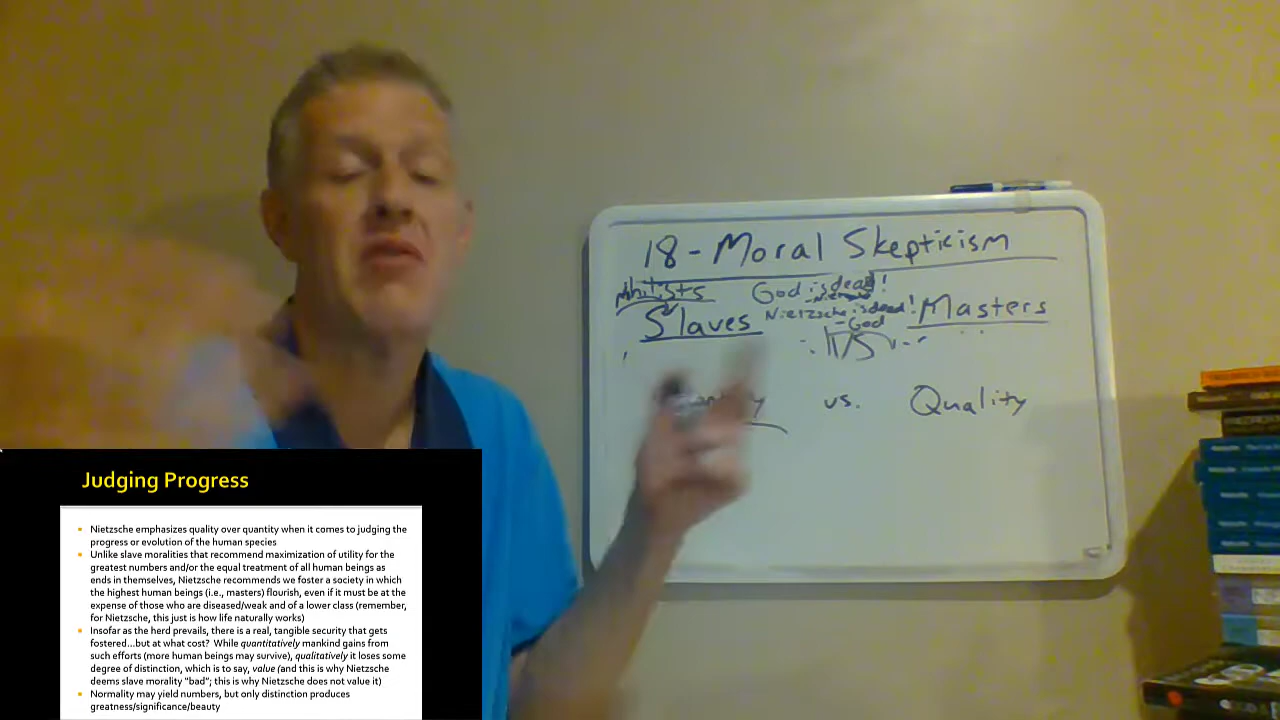 18 - Moral Skepticism
God is dead!
Nietzsche is dead! Masters
Slaves - God
vs. Quality
Judging Progress
Nietzsche emphasizes quality over quantity when it comes to judging the
progress or evolution of the human species
Unlike slave moralities that recommend maximization of utility for the
greatest numbers and/or the equal treatment of all human beings as
ends in themselves, Nietzsche recommends we foster a society in which
the highest human beings (i.e., masters) flourish, even if it must be at the
expense of those who are diseased/weak and of a lower class (remember,
for Nietzsche, this just is how life naturally works)
Insofar as the herd prevails, there is a real, tangible security that gets
fostered...but at what cost? While quantitatively mankind gains from
such efforts (more human beings may survive), qualitatively it loses some
degree of distinction, which is to say, value (and this is why Nietzsche
deems slave morality "bad"; this is why Nietzsche does not value it)
Normality may yield numbers, but only distinction produces
greatness/significance/beauty